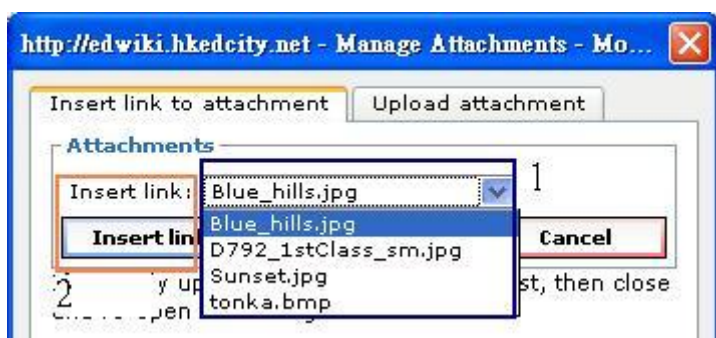 http://edwiki.hkedcity.net - Manage Attachments - Mo...
Insert link to attachment Upload attachment
Attachments
Insert link: Blue_hills.jpg 1
Insert lin Cancel
Blue_hills.jpg
D792_1stClass_sm.jpg
Sunset.jpg
tonka.bmp
2 y up st, then close